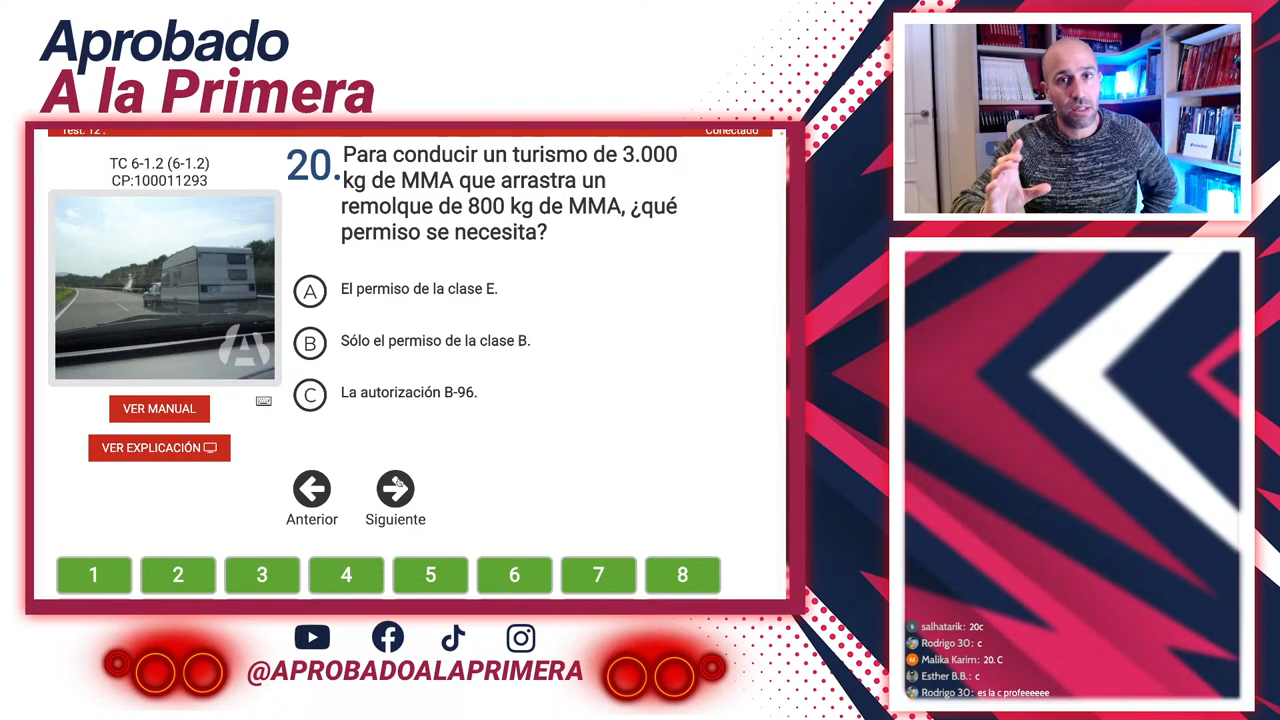 Aprobado
A la Primera
Test: 12 .
Conectado
TC 6-1.2 (6-1.2)
CP:100011293
20. Para conducir un turismo de 3.000
kg de MMA que arrastra un
remolque de 800 kg de MMA, ¿qué
permiso se necesita?
A El permiso de la clase E.
B Sólo el permiso de la clase B.
C La autorización B-96.
VER MANUAL
VER EXPLICACIÓN
Anterior
Siguiente
1 2 3 4 5 6 7 8
@APROBADOALAPRIMERA
salhatarik: 20c
Rodrigo 30: c
Malika Karim: 20. C
Esther B.B.: c
Rodrigo 30: es la c profeeeeee